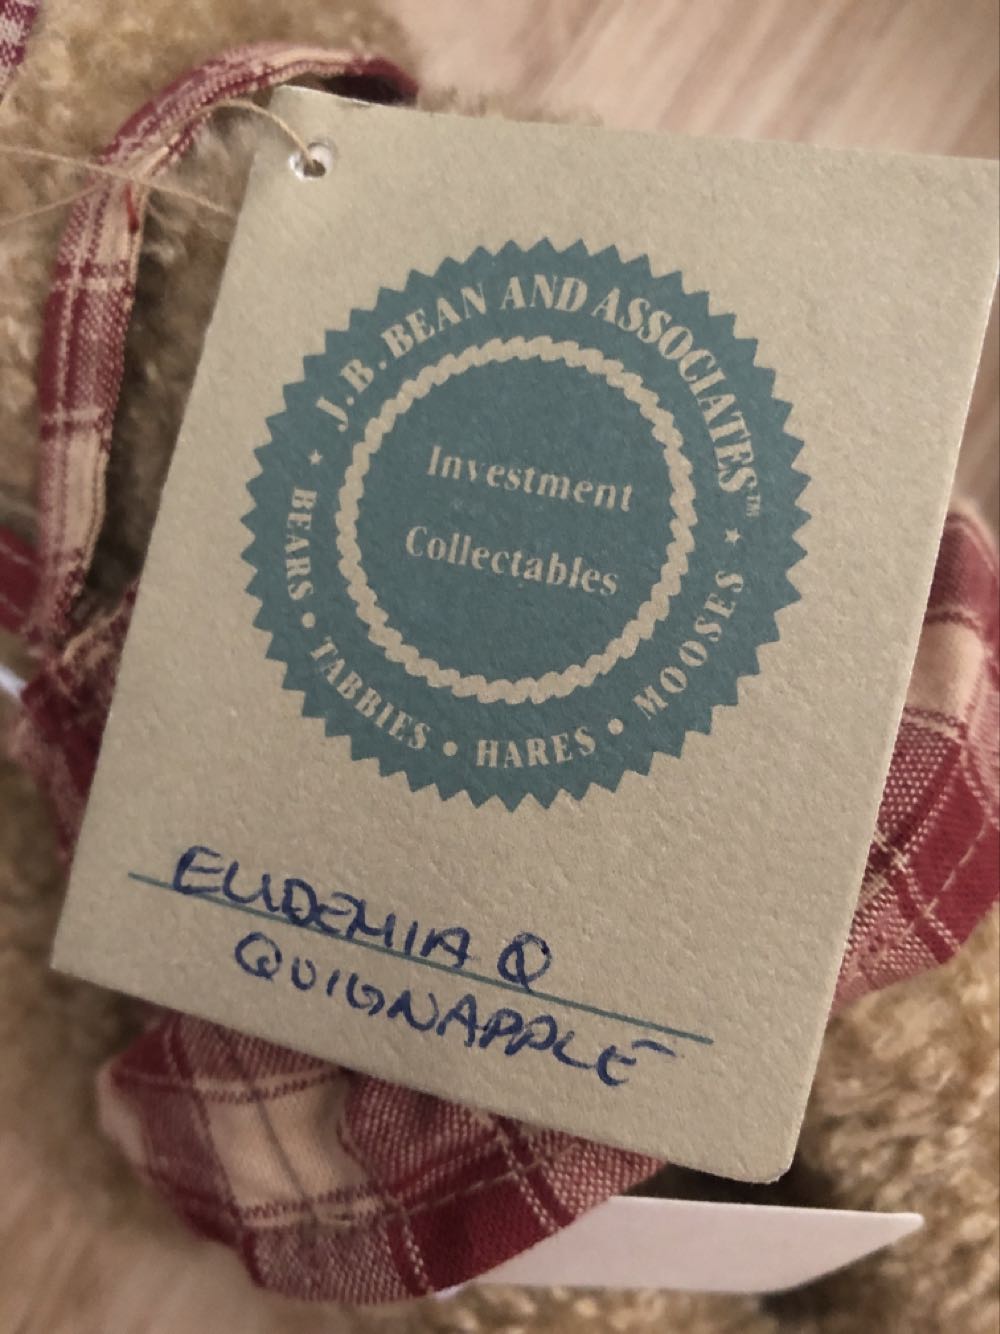 J.B. BEAN AND ASSOCIATES™
Investment
Collectables
★ BEARS • TABBIES • HARES • MOOSES ★
EUDEMIA Q
QUIGNAPPLE